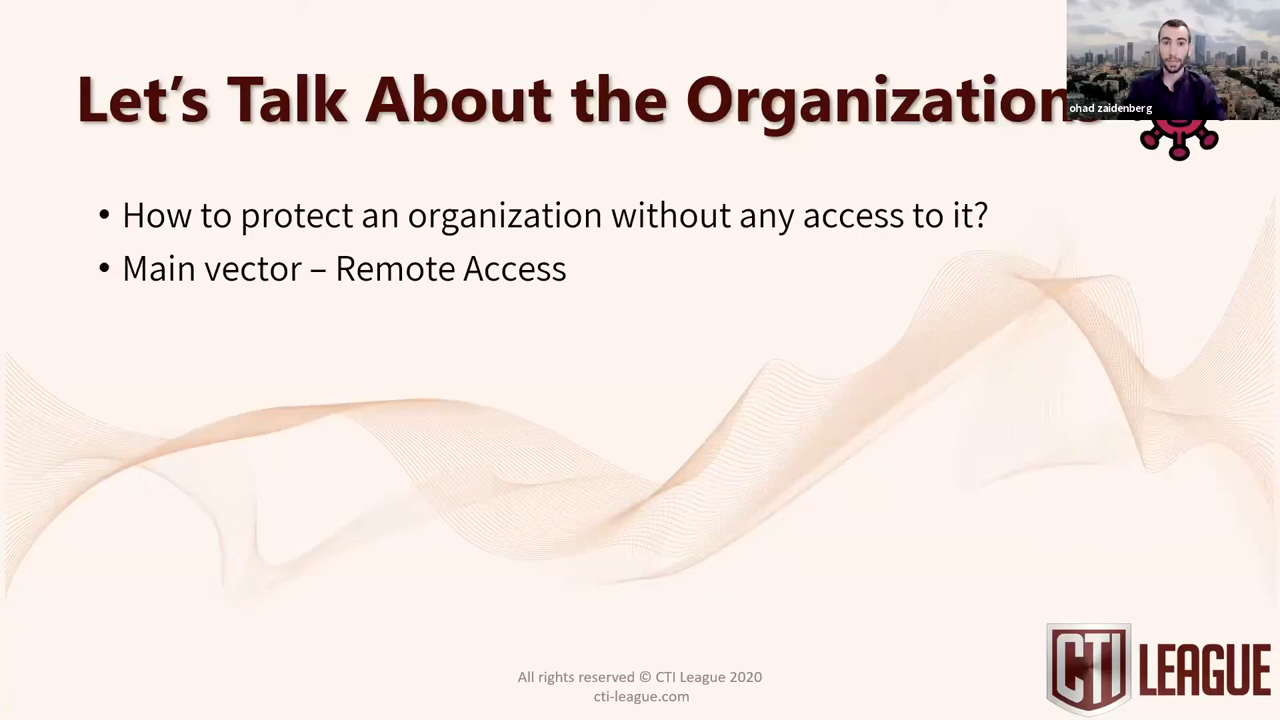 Let's Talk About the Organizations
ohad zaidenberg
• How to protect an organization without any access to it?
• Main vector – Remote Access
All rights reserved © CTI League 2020
cti-league.com
CTI LEAGUE